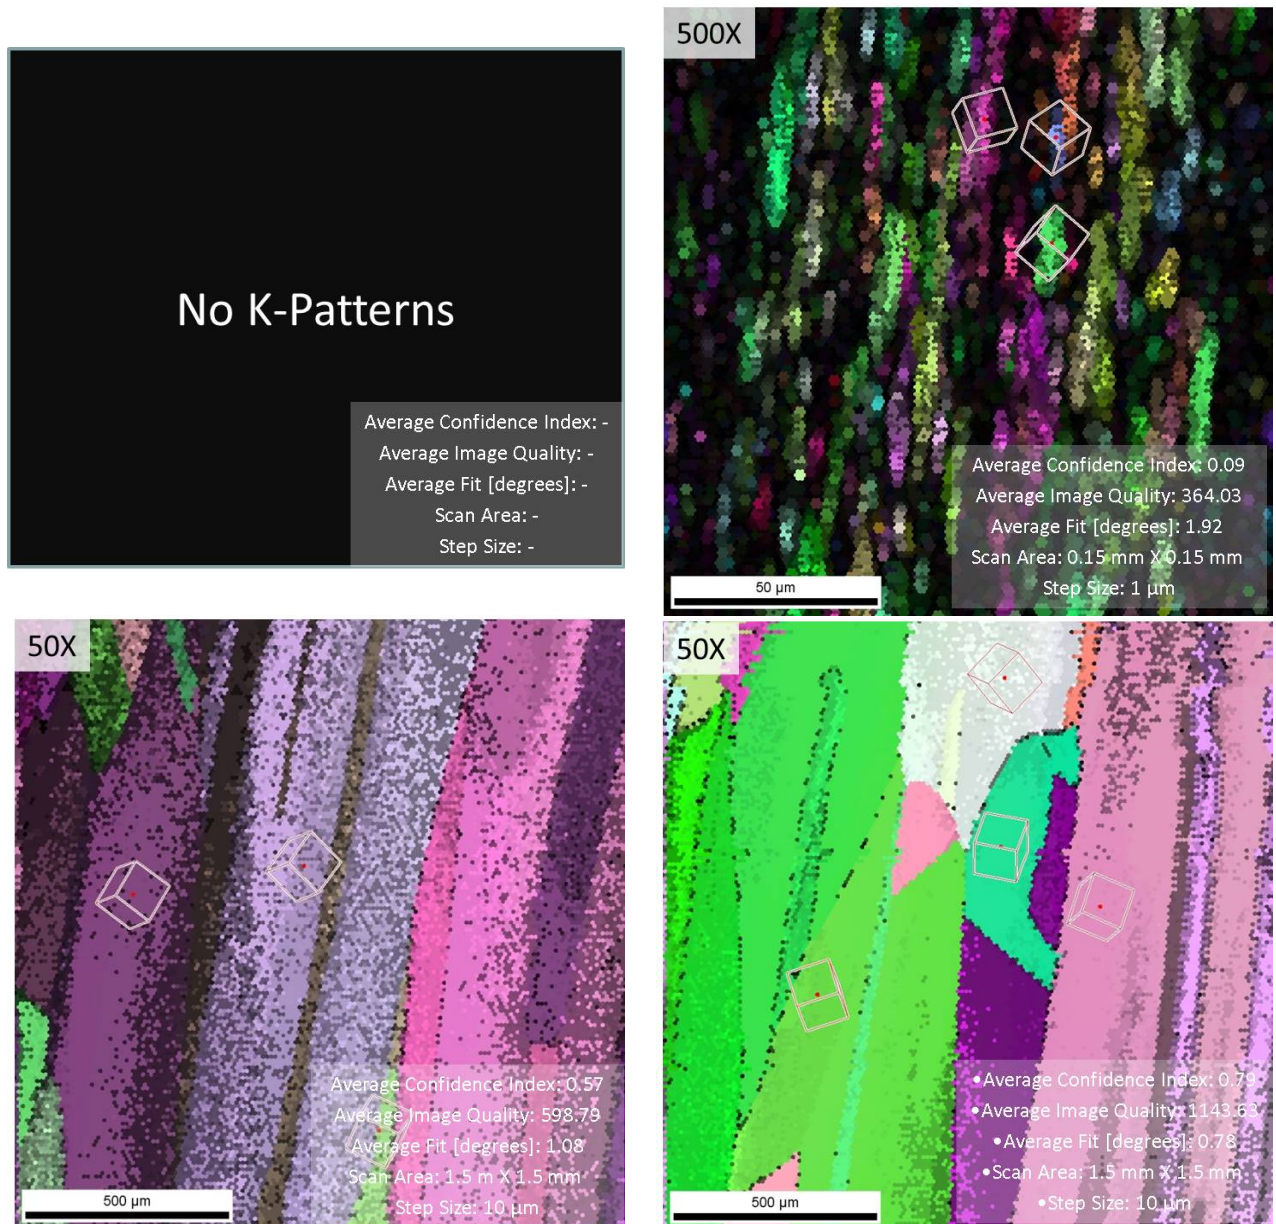 No K-Patterns
Average Confidence Index: -
Average Image Quality: -
Average Fit [degrees]: -
Scan Area: -
Step Size: -
500X
Average Confidence Index: 0.09
Average Image Quality: 364.03
Average Fit [degrees]: 1.92
Scan Area: 0.15 mm X 0.15 mm
Step Size: 1 µm
50 µm
50X
Average Confidence Index: 0.57
Average Image Quality: 598.79
Average Fit [degrees]: 1.08
Scan Area: 1.5 m X 1.5 mm
Step Size: 10 µm
500 µm
50X
•Average Confidence Index: 0.79
•Average Image Quality: 1143.63
•Average Fit [degrees]: 0.78
•Scan Area: 1.5 mm X 1.5 mm
•Step Size: 10 µm
500 µm